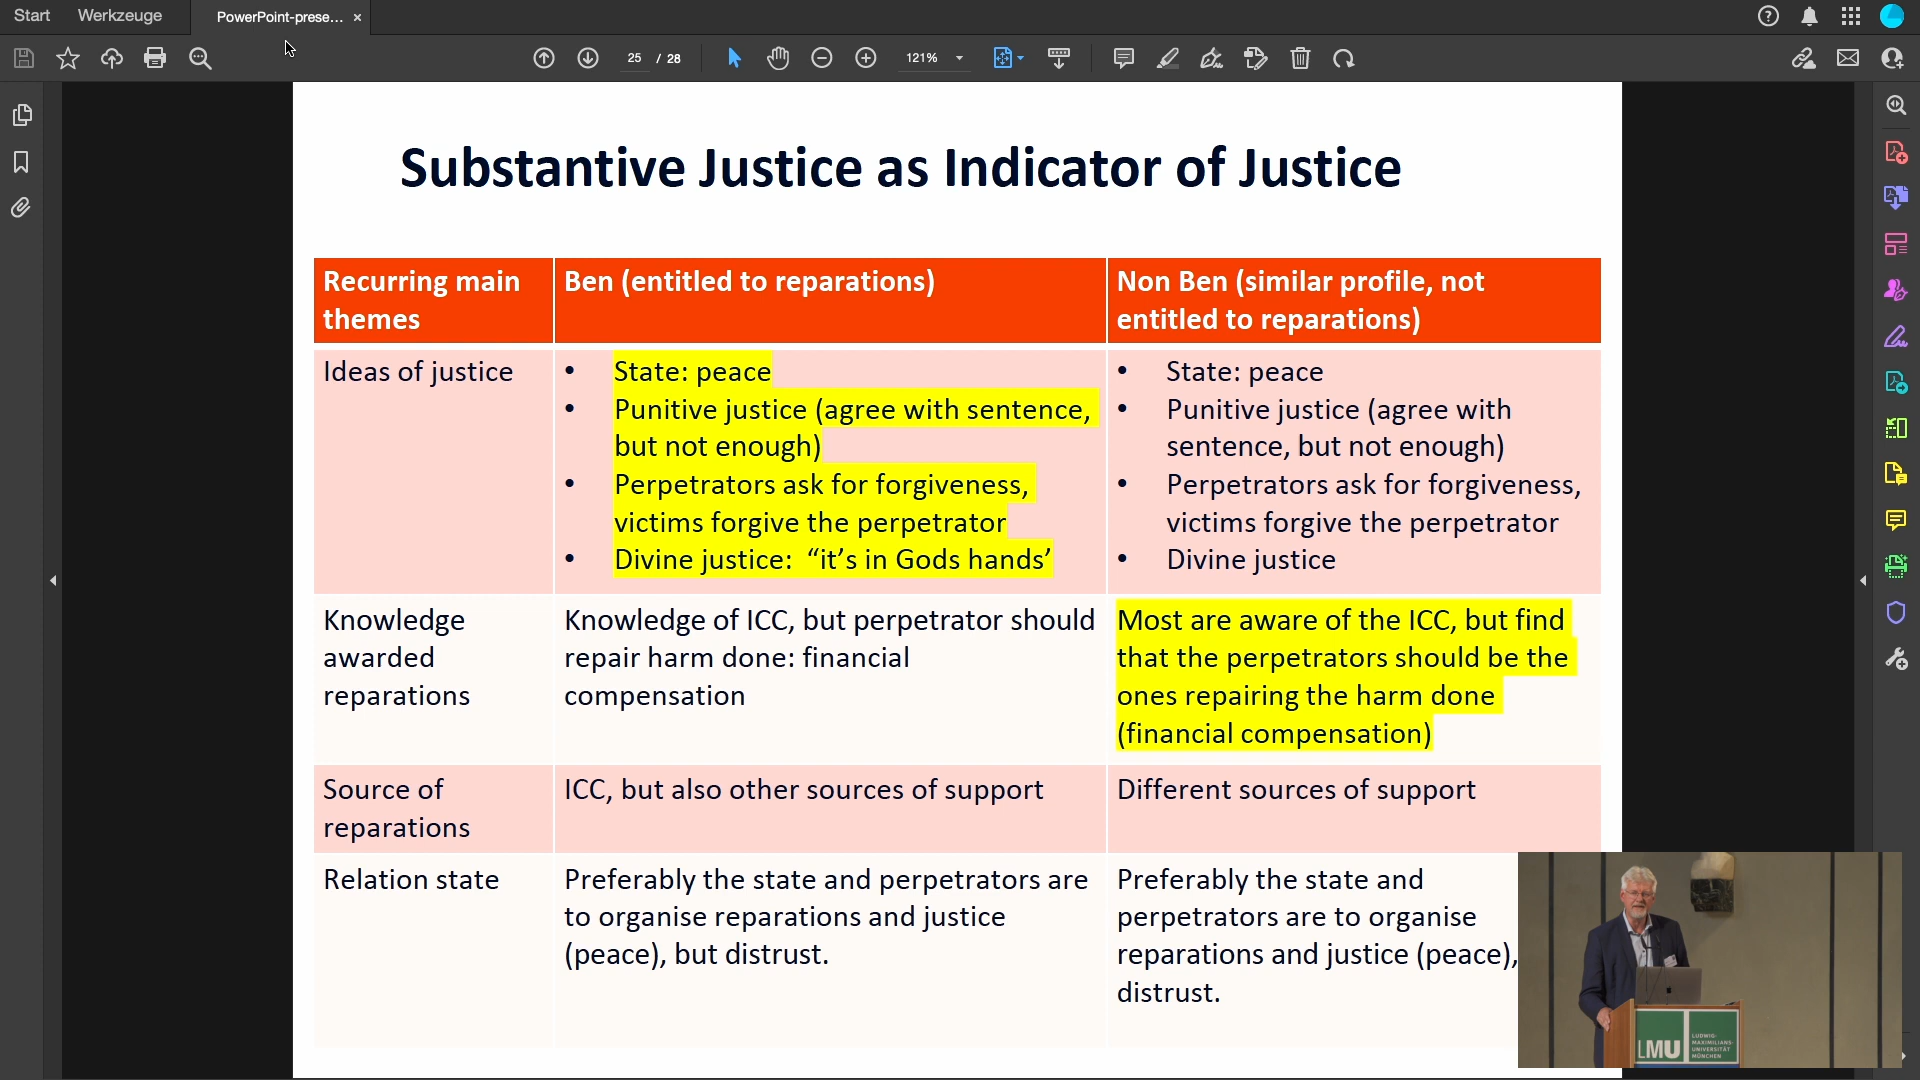 Start Werkzeuge PowerPoint-prese... ×
25 / 28 121%
Substantive Justice as Indicator of Justice
Recurring main
themes
Ben (entitled to reparations)
Non Ben (similar profile, not
entitled to reparations)
Ideas of justice
• State: peace
• Punitive justice (agree with sentence,
but not enough)
• Perpetrators ask for forgiveness,
victims forgive the perpetrator
• Divine justice: “it’s in Gods hands’
• State: peace
• Punitive justice (agree with
sentence, but not enough)
• Perpetrators ask for forgiveness,
victims forgive the perpetrator
• Divine justice
Knowledge
awarded
reparations
Knowledge of ICC, but perpetrator should
repair harm done: financial
compensation
Most are aware of the ICC, but find
that the perpetrators should be the
ones repairing the harm done
(financial compensation)
Source of
reparations
ICC, but also other sources of support
Different sources of support
Relation state
Preferably the state and perpetrators are
to organise reparations and justice
(peace), but distrust.
Preferably the state and
perpetrators are to organise
reparations and justice (peace),
distrust.
LMU
LUDWIG-
MAXIMILIANS-
UNIVERSITÄT
MÜNCHEN